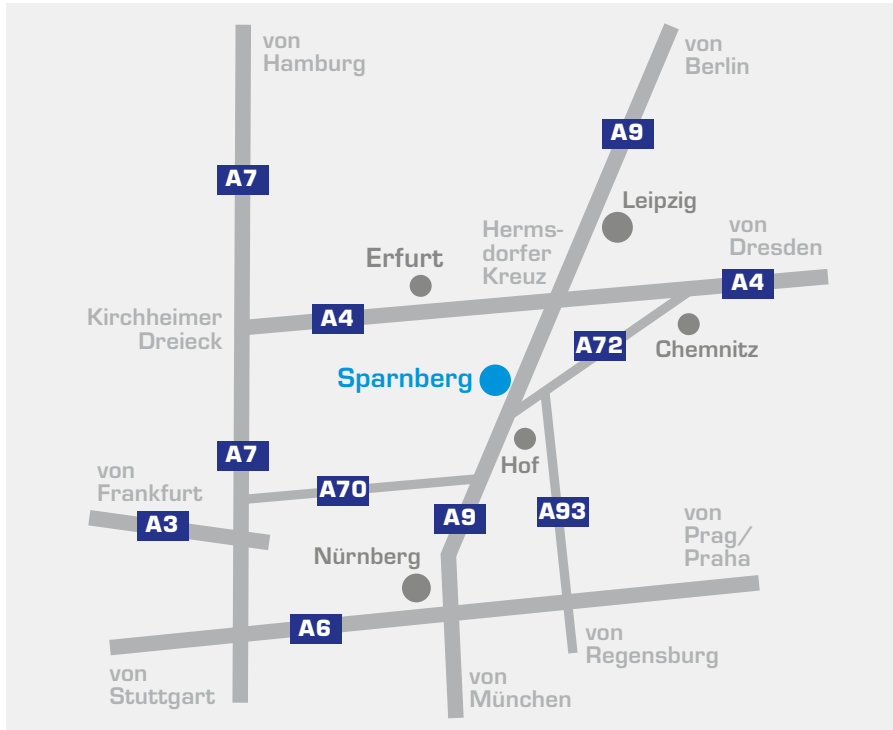 von
Hamburg
von
Berlin
A9
A7
Leipzig
Herms-
dorfer
Kreuz
von
Dresden
Erfurt
A4
A4
Kirchheimer
Dreieck
A72
Chemnitz
Sparnberg
A7
Hof
von
Frankfurt
A70
A3
A9
A93
von
Prag/
Praha
Nürnberg
A6
von
Regensburg
von
Stuttgart
von
München